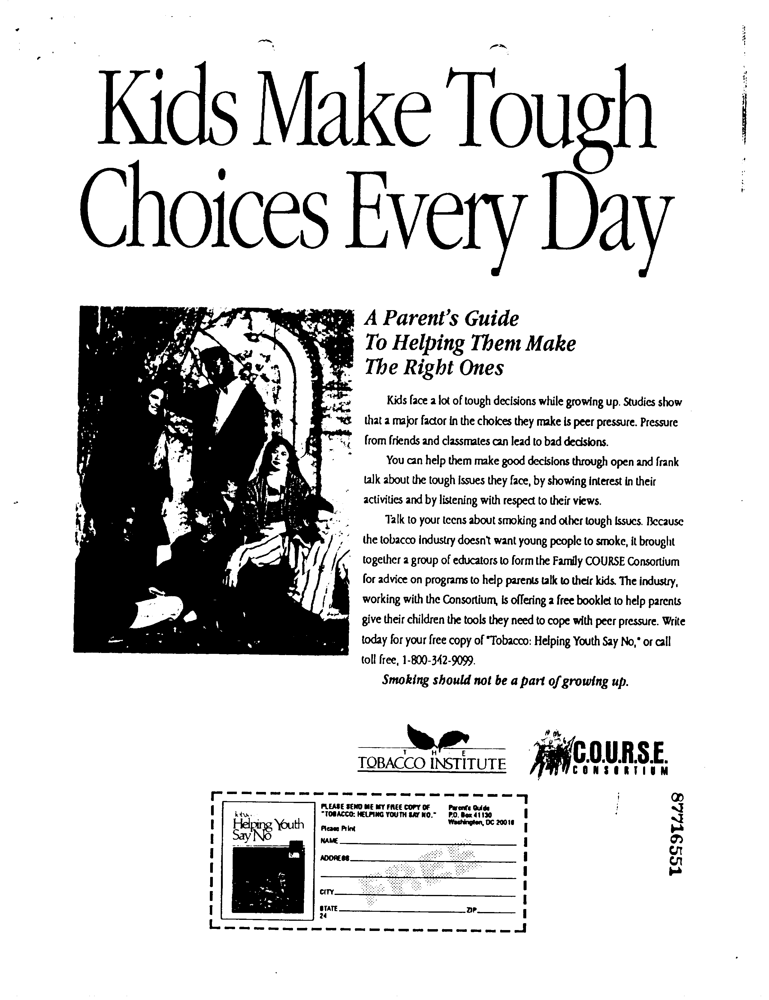 Kids Make Tough
Choices Every Day
A Parent's Guide
To Helping Them Make
The Right Ones
Kids face a lot of tough decisions while growing up. Studies show
that a major factor in the choices they make is peer pressure. Pressure
from friends and classmates can lead to bad decisions.
You can help them make good decisions through open and frank
talk about the tough issues they face, by showing interest in their
activities and by listening with respect to their views.
Talk to your teens about smoking and other tough issues. Because
the tobacco industry doesn't want young people to smoke, it brought
together a group of educators to form the Family COURSE Consortium
for advice on programs to help parents talk to their kids. The industry,
working with the Consortium, is offering a free booklet to help parents
give their children the tools they need to cope with peer pressure. Write
today for your free copy of "Tobacco: Helping Youth Say No," or call
toll free, 1-800-342-9099.
Smoking should not be a part of growing up.
THE
TOBACCO INSTITUTE
C.O.U.R.S.E.
CONSORTIUM
Helping Youth
Say No
PLEASE SEND ME MY FREE COPY OF
"TOBACCO: HELPING YOUTH SAY NO."
Parent's Guide
P.O. Box 41130
Washington, DC 20018
Please Print
NAME
ADDRESS
CITY
STATE ZIP
24
FREE
87716551